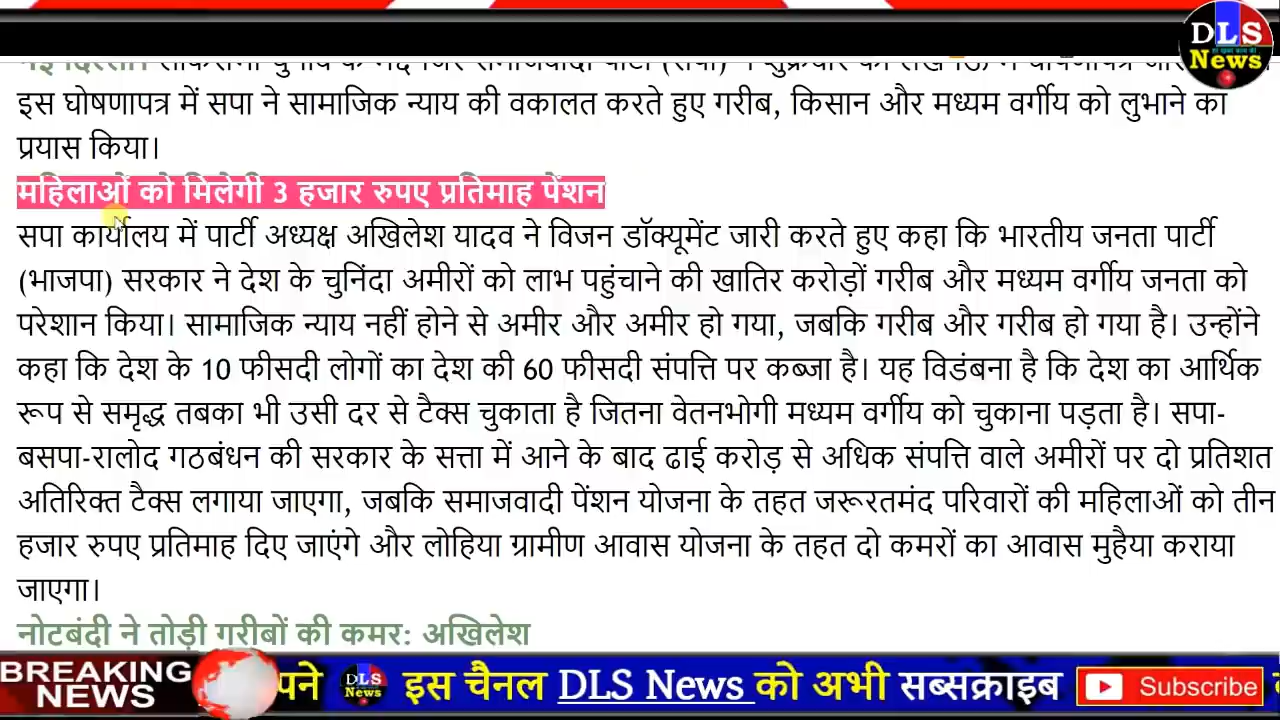 DLS
News
इस घोषणापत्र में सपा ने सामाजिक न्याय की वकालत करते हुए गरीब, किसान और मध्यम वर्गीय को लुभाने का
प्रयास किया।
महिलाओं को मिलेगी 3 हजार रुपए प्रतिमाह पेंशन
सपा कार्यालय में पार्टी अध्यक्ष अखिलेश यादव ने विजन डॉक्यूमेंट जारी करते हुए कहा कि भारतीय जनता पार्टी
(भाजपा) सरकार ने देश के चुनिंदा अमीरों को लाभ पहुंचाने की खातिर करोड़ों गरीब और मध्यम वर्गीय जनता को
परेशान किया। सामाजिक न्याय नहीं होने से अमीर और अमीर हो गया, जबकि गरीब और गरीब हो गया है। उन्होंने
कहा कि देश के 10 फीसदी लोगों का देश की 60 फीसदी संपत्ति पर कब्जा है। यह विडंबना है कि देश का आर्थिक
रूप से समृद्ध तबका भी उसी दर से टैक्स चुकाता है जितना वेतनभोगी मध्यम वर्गीय को चुकाना पड़ता है। सपा-
बसपा-रालोद गठबंधन की सरकार के सत्ता में आने के बाद ढाई करोड़ से अधिक संपत्ति वाले अमीरों पर दो प्रतिशत
अतिरिक्त टैक्स लगाया जाएगा, जबकि समाजवादी पेंशन योजना के तहत जरूरतमंद परिवारों की महिलाओं को तीन
हजार रुपए प्रतिमाह दिए जाएंगे और लोहिया ग्रामीण आवास योजना के तहत दो कमरों का आवास मुहैया कराया
जाएगा।
नोटबंदी ने तोड़ी गरीबों की कमर: अखिलेश
BREAKING
NEWS
पने DLS News इस चैनल DLS News को अभी सब्सक्राइब Subscribe